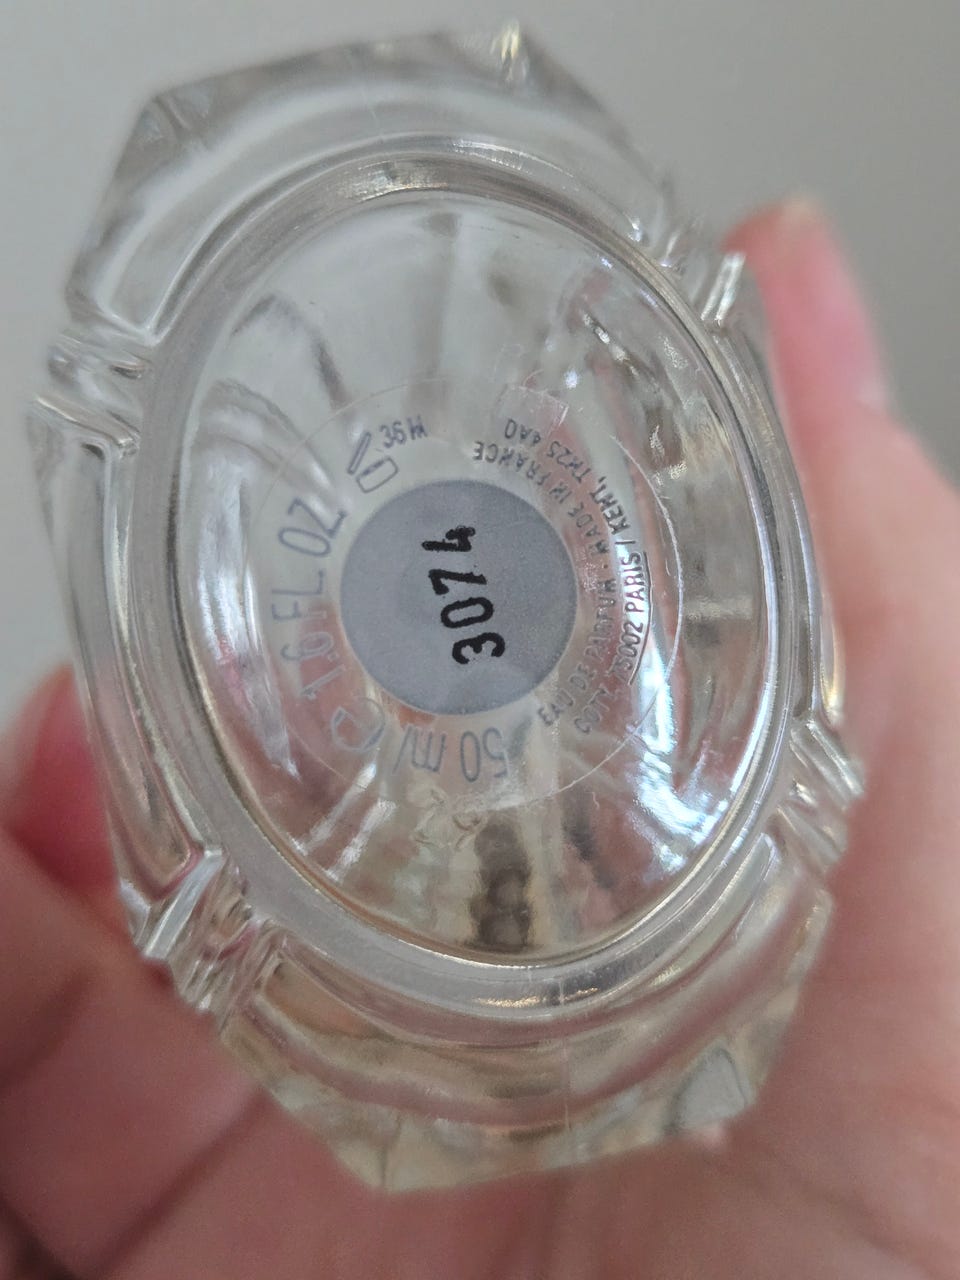 36M
1.6 FL OZ
50 ml
3074
EAU DE PARFUM · MADE IN FRANCE
COTY, 75002 PARIS / KENT, TN25 4AQ